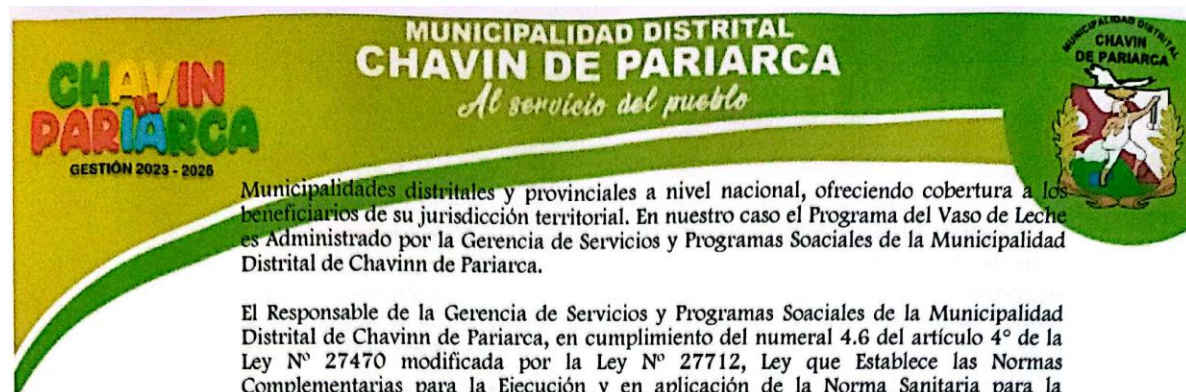 MUNICIPALIDAD DISTRITAL
CHAVIN DE PARIARCA
Al servicio del pueblo
CHAVIN
DE
PARIARCA
GESTIÓN 2023 - 2026
MUNICIPALIDAD DISTRITAL
CHAVIN
DE PARIARCA
Municipalidades distritales y provinciales a nivel nacional, ofreciendo cobertura a los
beneficiarios de su jurisdicción territorial. En nuestro caso el Programa del Vaso de Leche
es Administrado por la Gerencia de Servicios y Programas Soaciales de la Municipalidad
Distrital de Chavinn de Pariarca.
El Responsable de la Gerencia de Servicios y Programas Soaciales de la Municipalidad
Distrital de Chavinn de Pariarca, en cumplimiento del numeral 4.6 del artículo 4° de la
Ley Nº 27470 modificada por la Ley Nº 27712, Ley que Establece las Normas
Complementarias para la Ejecución y en aplicación de la Norma Sanitaria para la